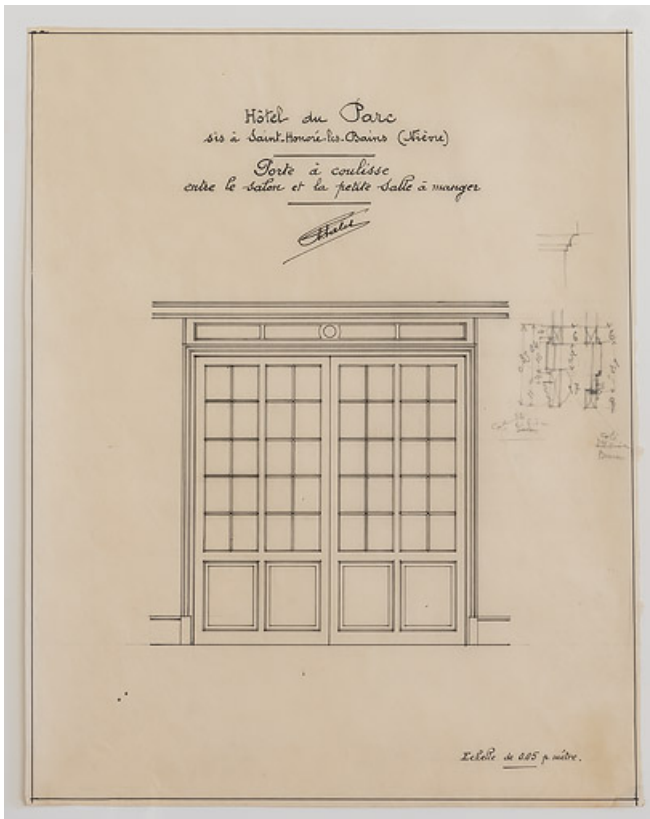 Hôtel du Parc
sis à Saint-Honoré-les-Bains (Nièvre)
Porte à coulisse
entre le salon et la petite salle à manger
Echelle de 0.05 p. mètre.